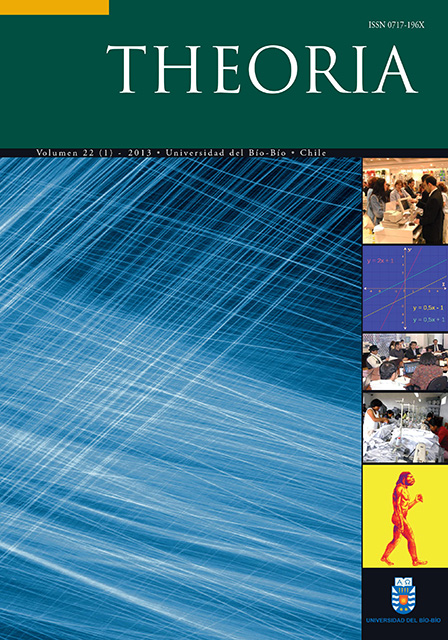 ISSN 0717-196X
THEORIA
Volumen 22 (1) - 2013 • Universidad del Bío-Bío • Chile
y = 2x + 1
Y
X
y = 0,5x - 1
y = 0,5x + 1
UNIVERSIDAD DEL BÍO-BÍO